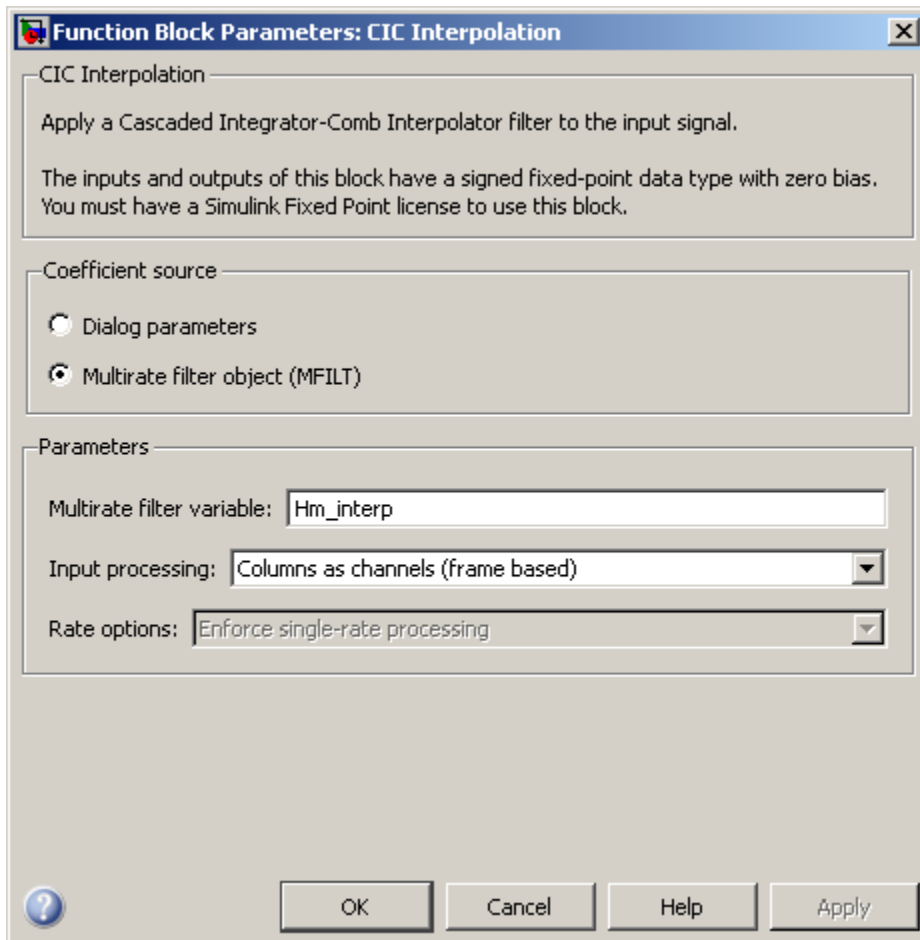 Function Block Parameters: CIC Interpolation
CIC Interpolation
Apply a Cascaded Integrator-Comb Interpolator filter to the input signal.
The inputs and outputs of this block have a signed fixed-point data type with zero bias.
You must have a Simulink Fixed Point license to use this block.
Coefficient source
Dialog parameters
Multirate filter object (MFILT)
Parameters
Multirate filter variable: Hm_interp
Input processing: Columns as channels (frame based)
Rate options: Enforce single-rate processing
OK Cancel Help Apply